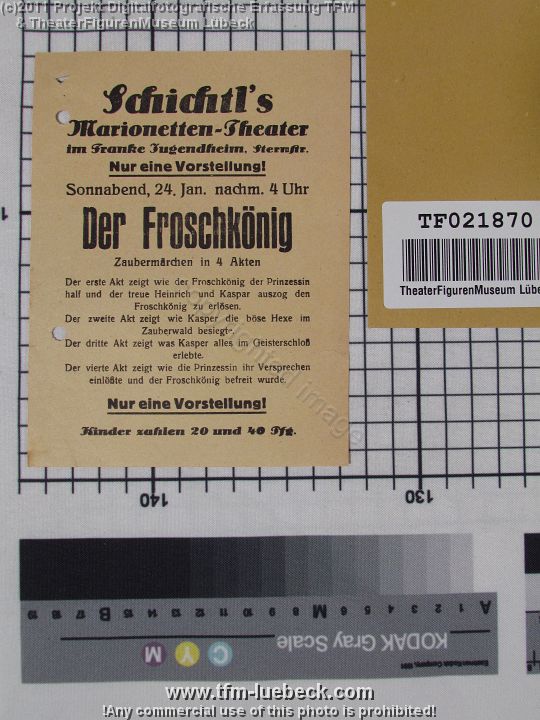 (c)2011 Projekt Digitalfotografische Erfassung TFM
& TheaterFigurenMuseum Lübeck
Schichtl's
Marionetten-Theater
im Franke Jugendheim, Sternstr.
Nur eine Vorstellung!
Sonnabend, 24. Jan. nachm. 4 Uhr
Der Froschkönig
Zaubermärchen in 4 Akten
Der erste Akt zeigt wie der Froschkönig der Prinzessin
half und der treue Heinrich und Kaspar auszog den
Froschkönig zu erlösen.
Der zweite Akt zeigt wie Kasper die böse Hexe im
Zauberwald besiegte.
Der dritte Akt zeigt was Kasper alles im Geisterschloß
erlebte.
Der vierte Akt zeigt wie die Prinzessin ihr Versprechen
einlößte und der Froschkönig befreit wurde.
Nur eine Vorstellung!
Kinder zahlen 20 und 40 Pfg.
TF021870
TheaterFigurenMuseum Lübe
1
140
130
A 1 2 3 4 5 6 M 8 9 10 11 12 13 14 15 B 17 18 19
KODAK Gray Scale
C Y M
www.tfm-luebeck.com
!Any commercial use of this photo is prohibited!